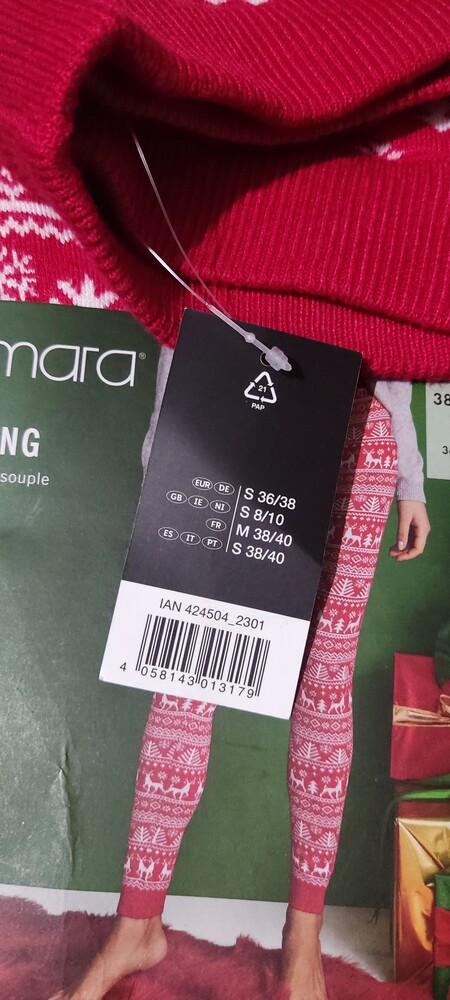 mara®
NG
souple
38
21
PAP
EUR DE S 36/38
GB IE NI S 8/10
FR M 38/40
ES IT PT S 38/40
IAN 424504_2301
4 058143 013179